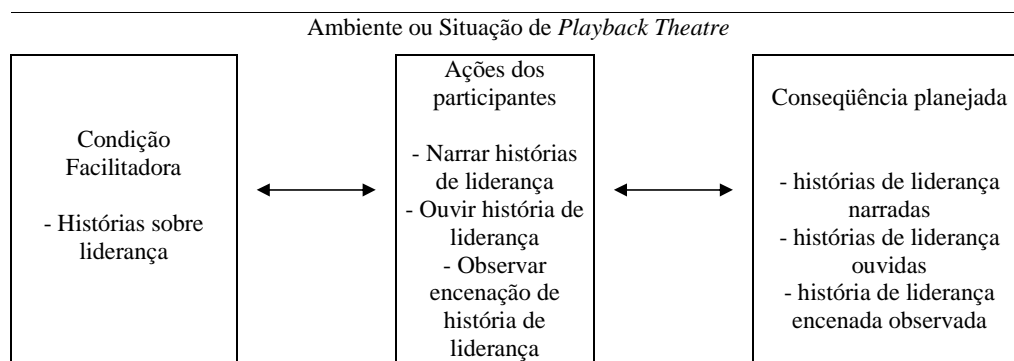 Ambiente ou Situação de Playback Theatre
Condição
Facilitadora
- Histórias sobre
liderança
Ações dos
participantes
- Narrar histórias
de liderança
- Ouvir história de
liderança
- Observar
encenação de
história de
liderança
Conseqüência planejada
- histórias de liderança
narradas
- histórias de liderança
ouvidas
- história de liderança
encenada observada